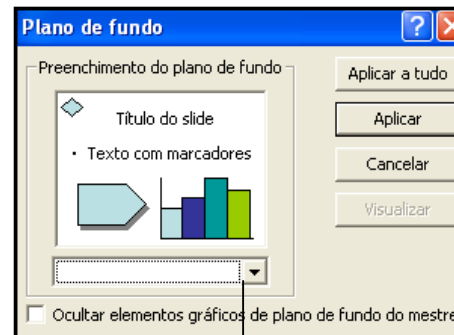 Plano de fundo
Preenchimento do plano de fundo
Aplicar a tudo
Título do slide
Aplicar
• Texto com marcadores
Cancelar
Visualizar
Ocultar elementos gráficos de plano de fundo do mestre